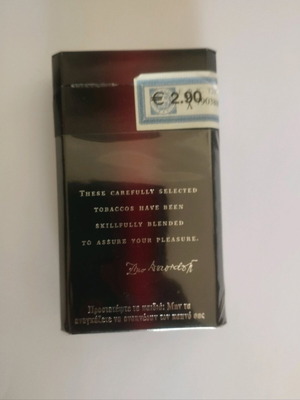 € 2.90
THESE CAREFULLY SELECTED
TOBACCOS HAVE BEEN
SKILLFULLY BLENDED
TO ASSURE YOUR PLEASURE.
Προστατέψτε τα παιδιά: Μην τα
αναγκάζετε να αναπνέουν τον καπνό σας